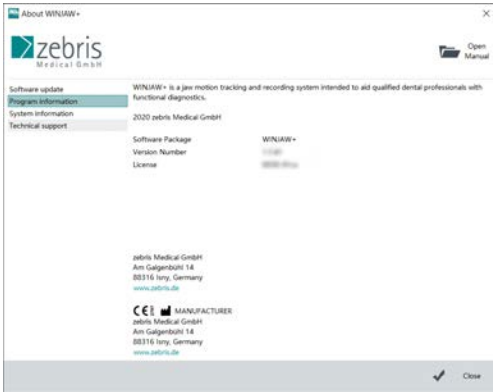 About WINJAW+
zebris
Medical GmbH
Open
Manual
Software update
Program information
System information
Technical support
WINJAW+ is a jaw motion tracking and recording system intended to aid qualified dental professionals with
functional diagnostics.
2020 zebris Medical GmbH
Software Package WINJAW+
Version Number
License
zebris Medical GmbH
Am Galgenbühl 14
88316 Isny, Germany
www.zebris.de
CE MANUFACTURER
zebris Medical GmbH
Am Galgenbühl 14
88316 Isny, Germany
www.zebris.de
Close